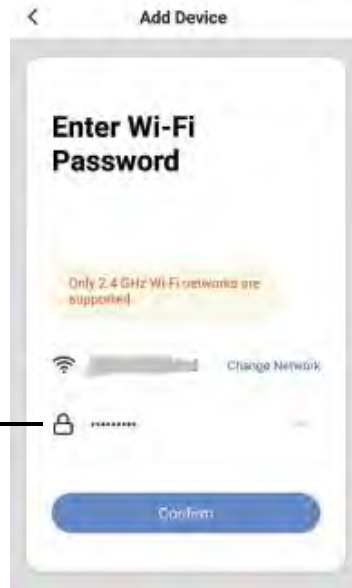 Add Device
Enter Wi-Fi
Password
Only 2.4 GHz Wi-Fi networks are
supported
Change Network
•••••••••
Confirm